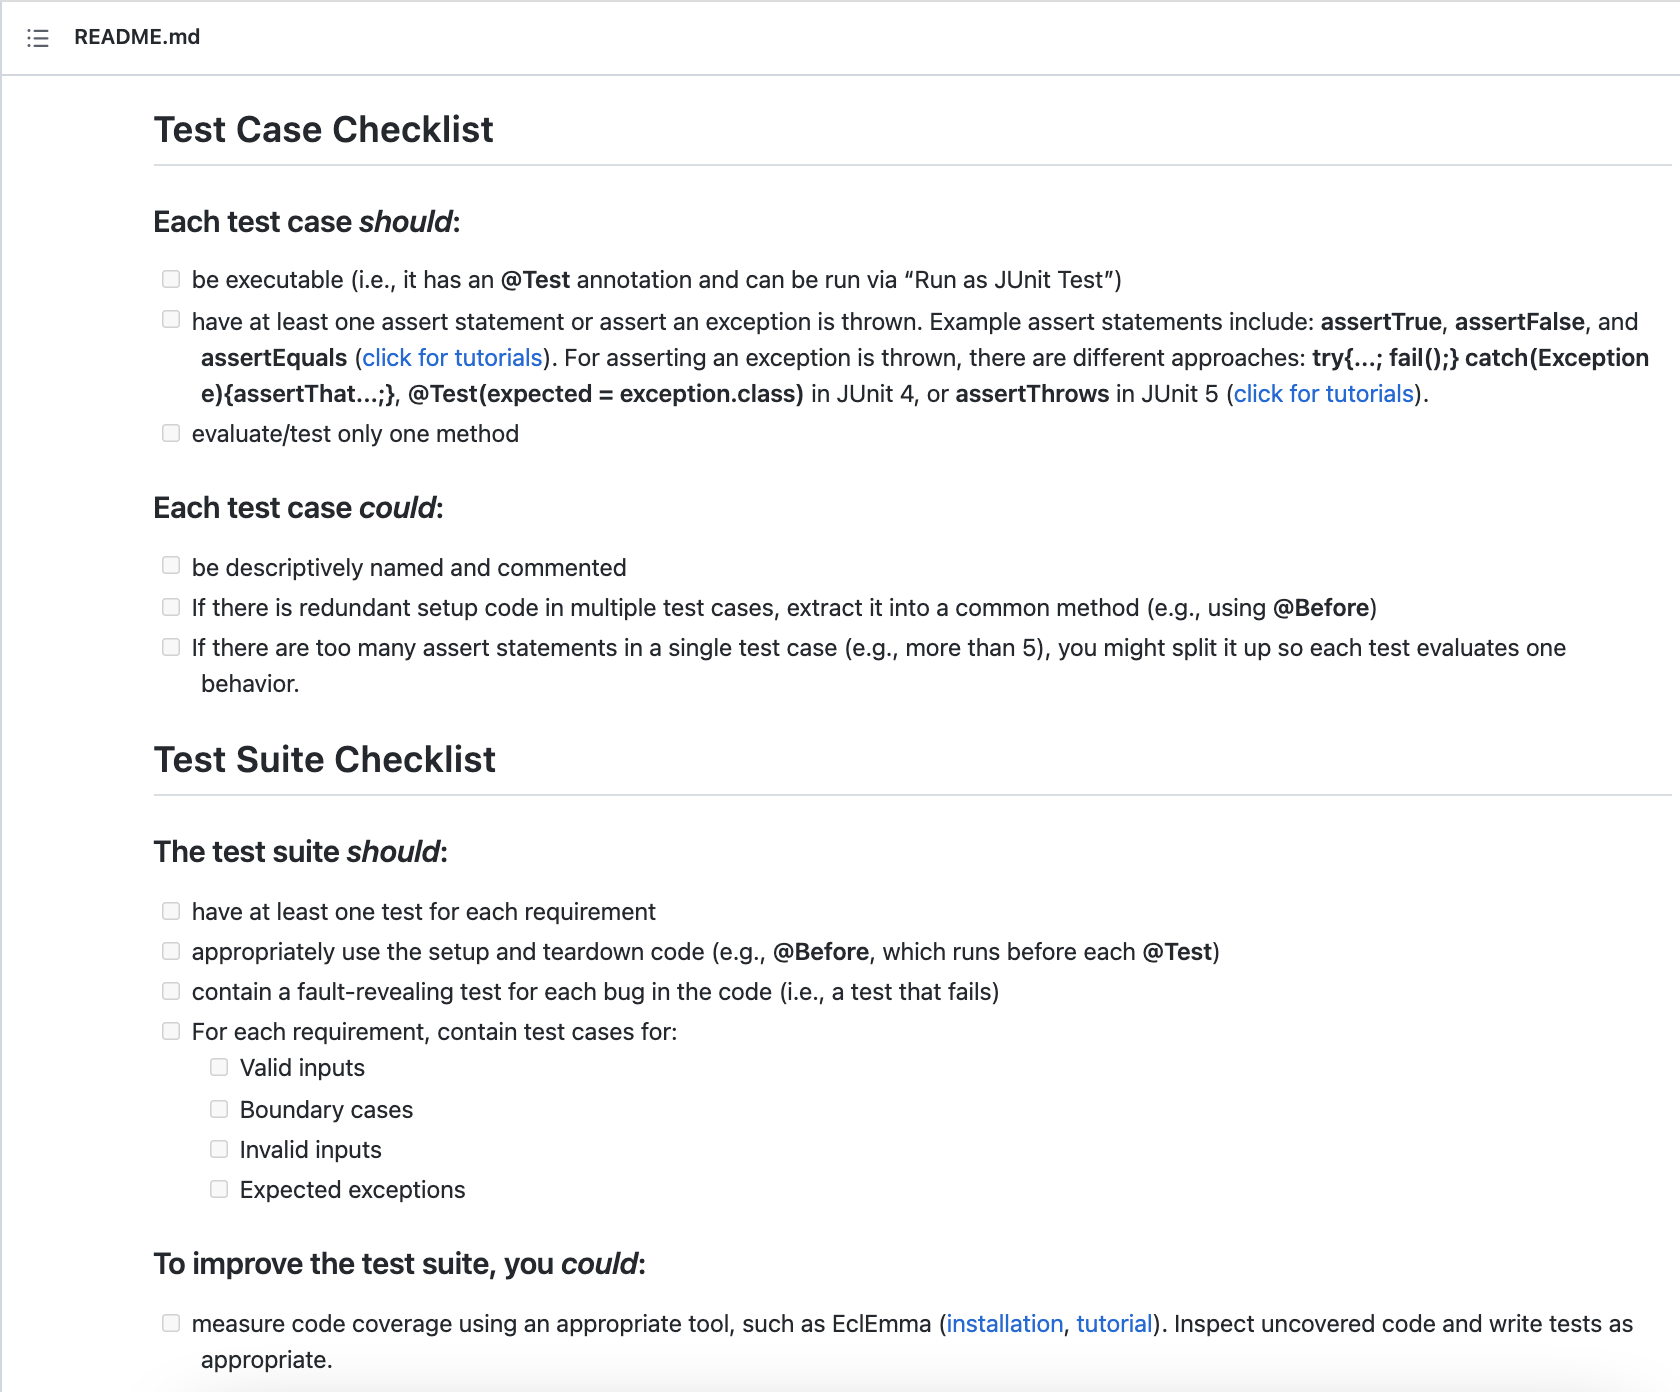 README.md
Test Case Checklist
Each test case should:
be executable (i.e., it has an @Test annotation and can be run via “Run as JUnit Test”)
have at least one assert statement or assert an exception is thrown. Example assert statements include: assertTrue, assertFalse, and
assertEquals (click for tutorials). For asserting an exception is thrown, there are different approaches: try{...; fail();} catch(Exception
e){assertThat...;}, @Test(expected = exception.class) in JUnit 4, or assertThrows in JUnit 5 (click for tutorials).
evaluate/test only one method
Each test case could:
be descriptively named and commented
If there is redundant setup code in multiple test cases, extract it into a common method (e.g., using @Before)
If there are too many assert statements in a single test case (e.g., more than 5), you might split it up so each test evaluates one
behavior.
Test Suite Checklist
The test suite should:
have at least one test for each requirement
appropriately use the setup and teardown code (e.g., @Before, which runs before each @Test)
contain a fault-revealing test for each bug in the code (i.e., a test that fails)
For each requirement, contain test cases for:
Valid inputs
Boundary cases
Invalid inputs
Expected exceptions
To improve the test suite, you could:
measure code coverage using an appropriate tool, such as EclEmma (installation, tutorial). Inspect uncovered code and write tests as
appropriate.